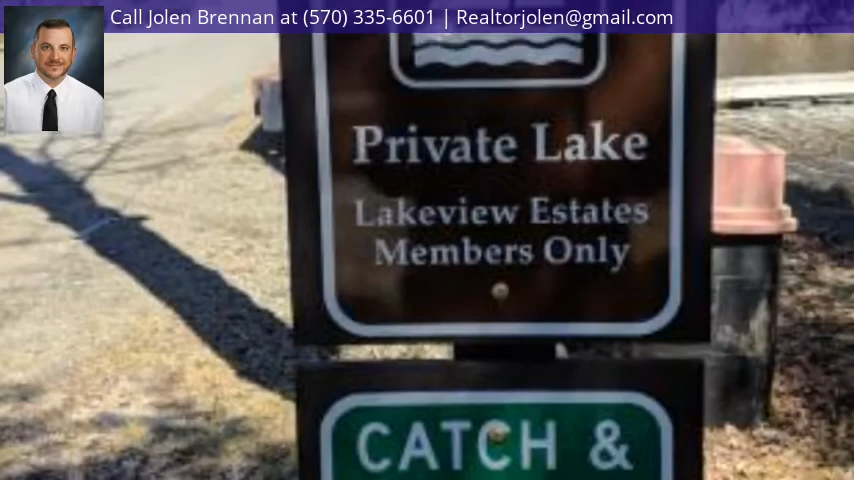 Call Jolen Brennan at (570) 335-6601 | Realtorjolen@gmail.com
Private Lake
Lakeview Estates
Members Only
CATCH &